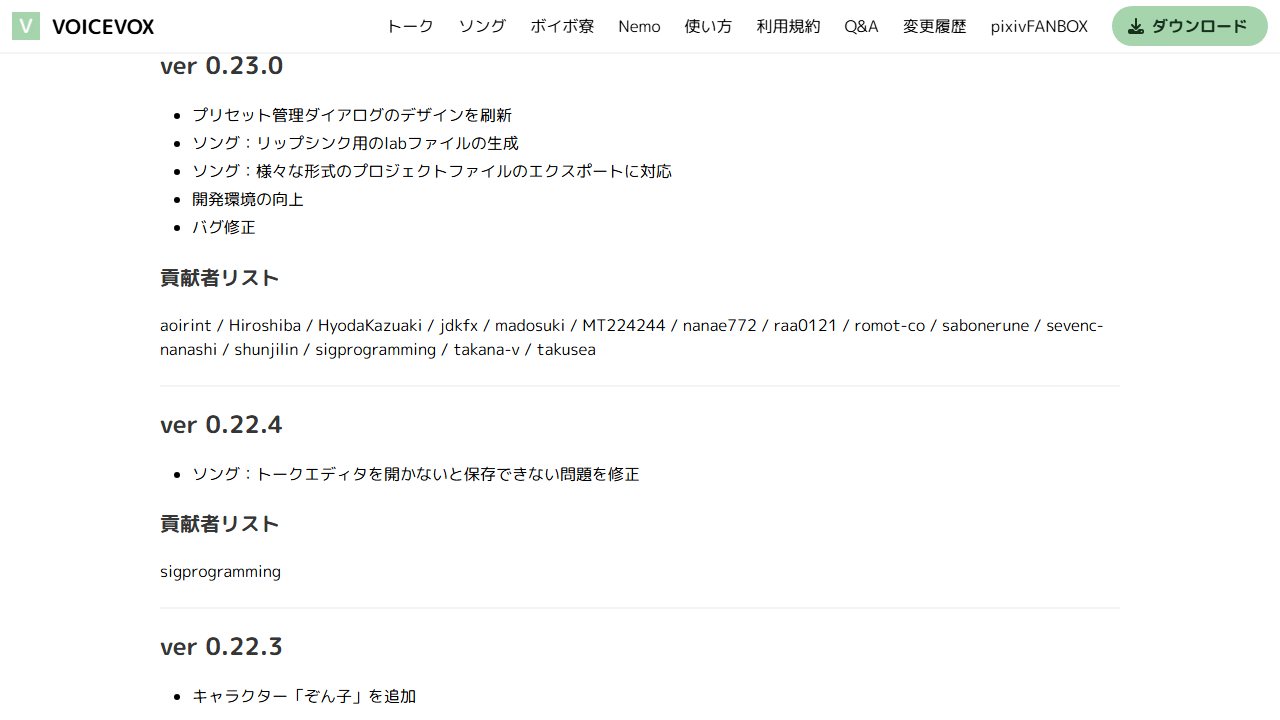 V VOICEVOX トーク ソング ボイボ寮 Nemo 使い方 利用規約 Q&A 変更履歴 pixivFANBOX ダウンロード
ver 0.23.0
• プリセット管理ダイアログのデザインを刷新
• ソング：リップシンク用のlabファイルの生成
• ソング：様々な形式のプロジェクトファイルのエクスポートに対応
• 開発環境の向上
• バグ修正
貢献者リスト
aoirint / Hiroshiba / HyodaKazuaki / jdkfx / madosuki / MT224244 / nanae772 / raa0121 / romot-co / sabonerune / sevenc-
nanashi / shunjilin / sigprogramming / takana-v / takusea
ver 0.22.4
• ソング：トークエディタを開かないと保存できない問題を修正
貢献者リスト
sigprogramming
ver 0.22.3
• キャラクター「ぞん子」を追加